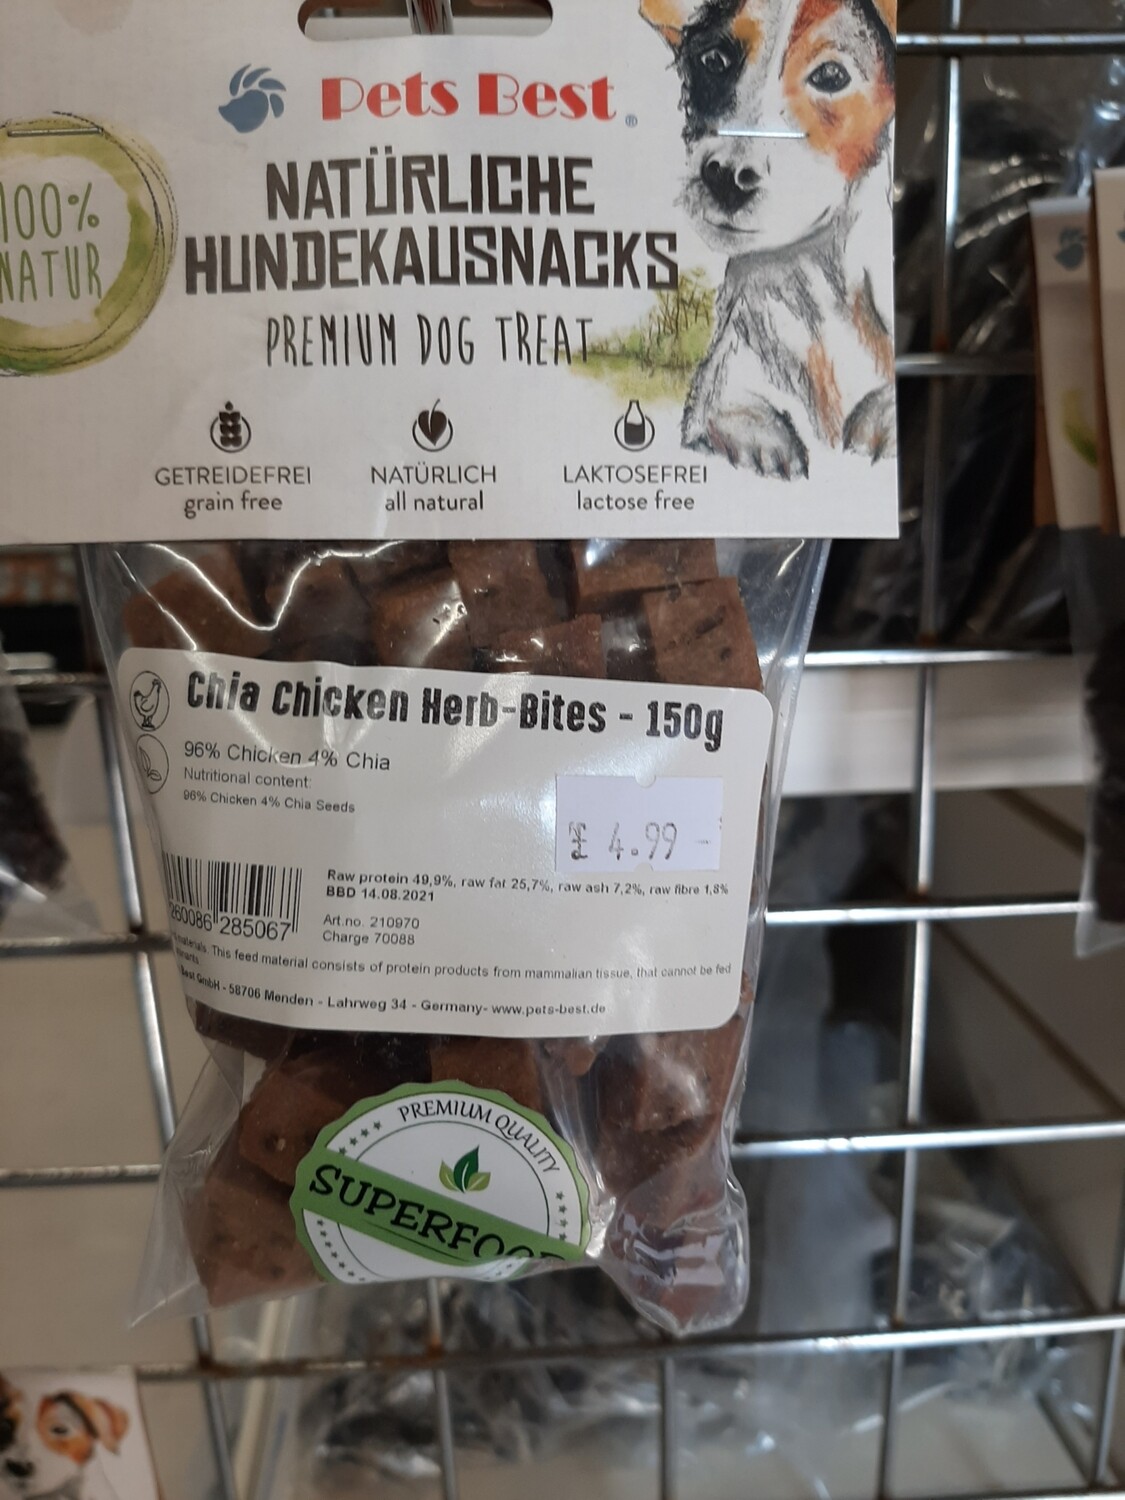 Pets Best
®
NATÜRLICHE
HUNDEKAUSNACKS
PREMIUM DOG TREAT
100%
NATUR
GETREIDEFREI
grain free
NATÜRLICH
all natural
LAKTOSEFREI
lactose free
Chia Chicken Herb-Bites - 150g
96% Chicken 4% Chia
Nutritional content:
96% Chicken 4% Chia Seeds
£ 4.99 -
Raw protein 49,9%, raw fat 25,7%, raw ash 7,2%, raw fibre 1,8%
BBD 14.08.2021
260086 285067
Art.no. 210970
Charge 70088
materials. This feed material consists of protein products from mammalian tissue, that cannot be fed
Best GmbH - 58706 Menden - Lahrweg 34 - Germany- www.pets-best.de
PREMIUM QUALITY
SUPERFOOD